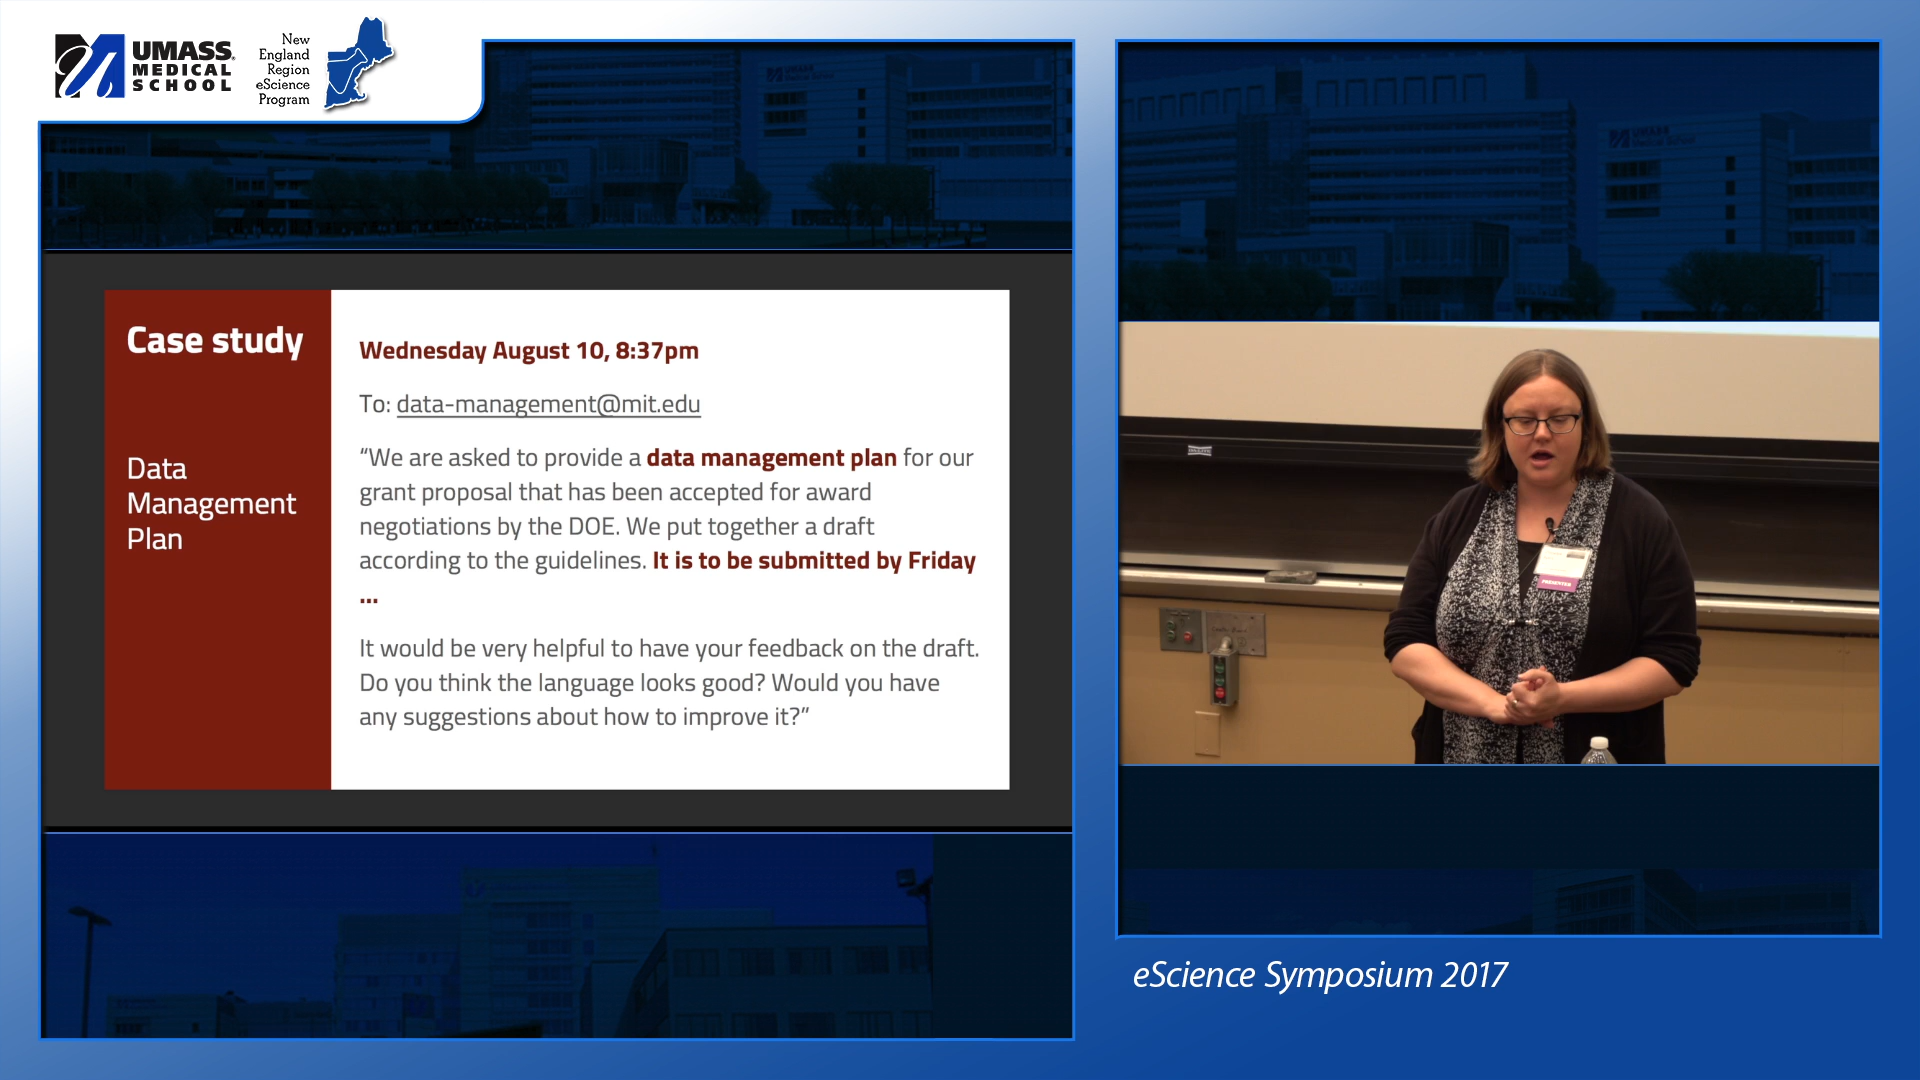 UMASS
MEDICAL
SCHOOL
New
England
Region
eScience
Program
Case study
Data
Management
Plan
Wednesday August 10, 8:37pm
To: data-management@mit.edu
“We are asked to provide a data management plan for our
grant proposal that has been accepted for award
negotiations by the DOE. We put together a draft
according to the guidelines. It is to be submitted by Friday
...
It would be very helpful to have your feedback on the draft.
Do you think the language looks good? Would you have
any suggestions about how to improve it?”
PRESENTER
eScience Symposium 2017